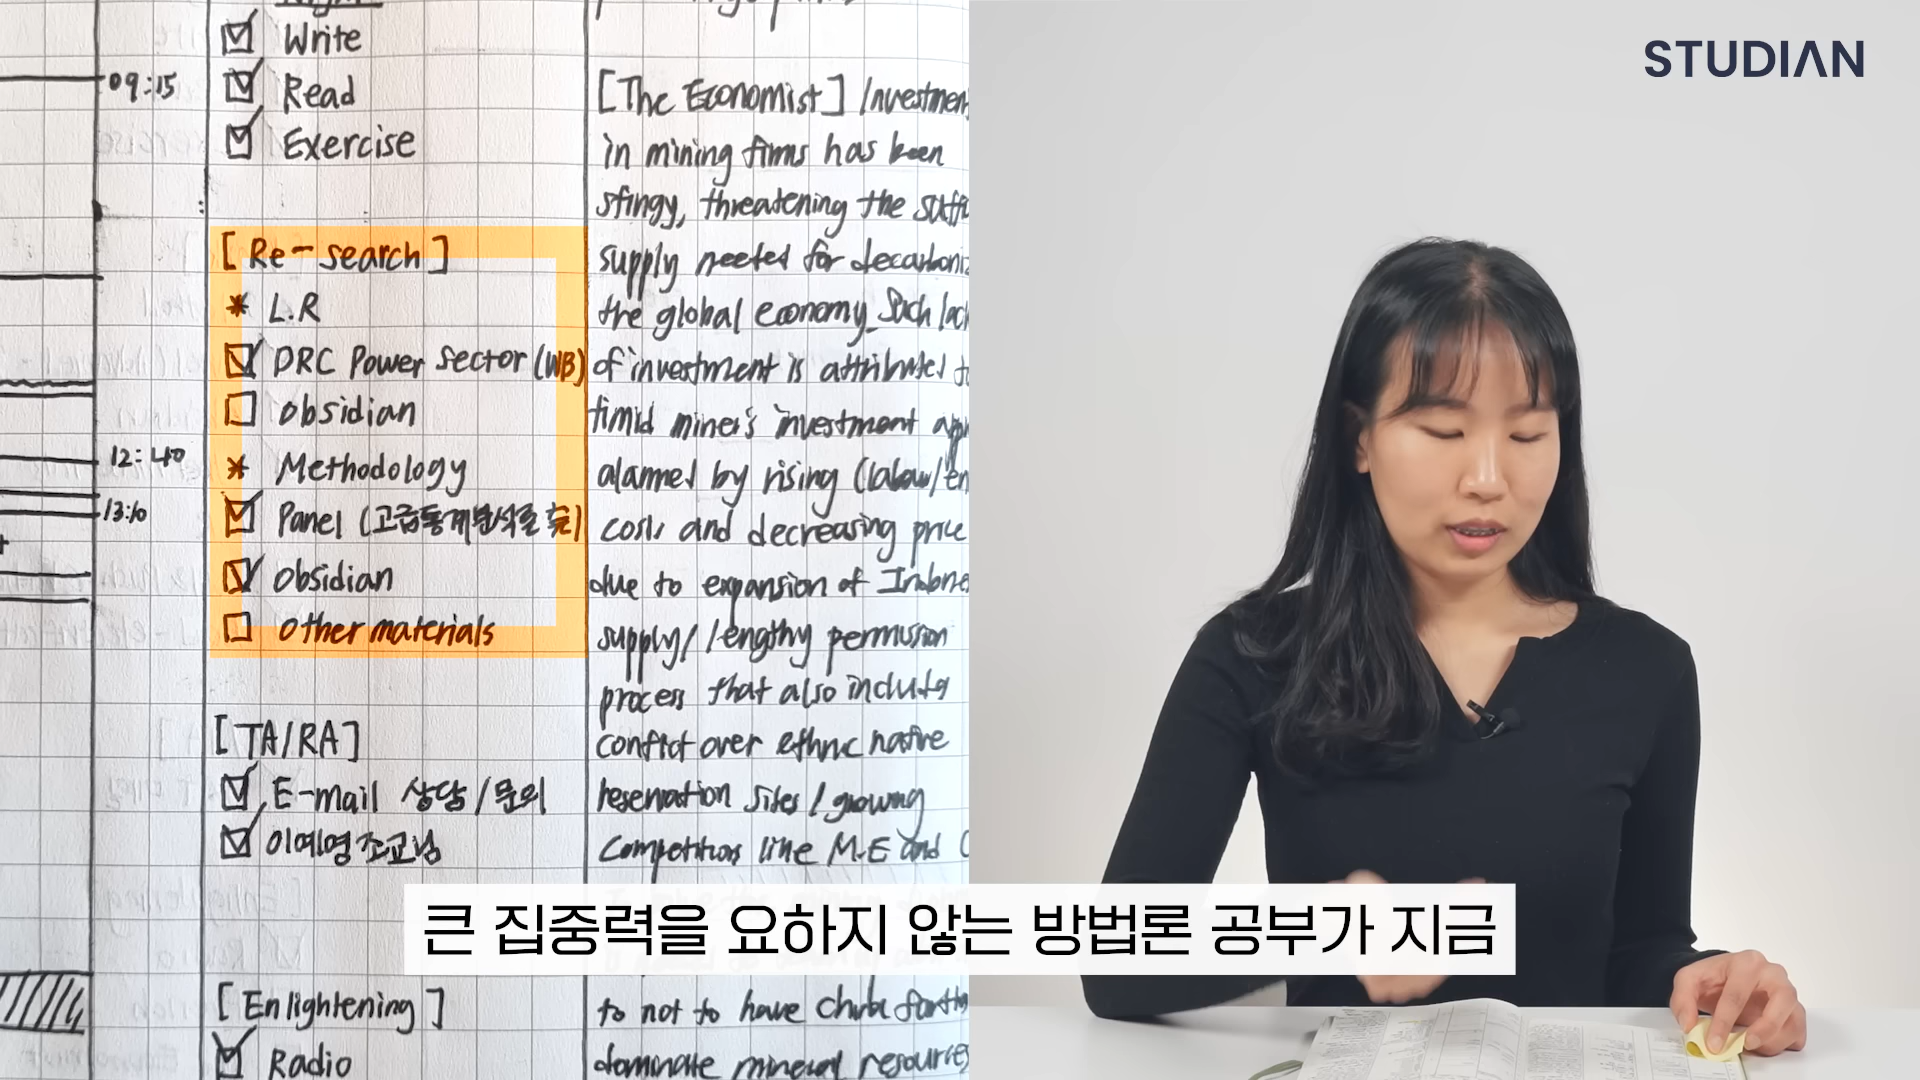 Write
09:15
Read
Exercise
[Re-search]
* L.R
DRC Power Sector (WB)
Obsidian
12:40
* Methodology
13:10
Panel (고급통계분석론
Obsidian
Other materials
[TA/RA]
E-mail 상담/문의
이예영조교님
[Enlightening]
Radio
[The Economist] Investment
in mining firms has been
stingy, threatening the
supply needed for
the global economy. Such
of investment is attributed
timid miner's investment
alarmed by rising (labour/
costs and decreasing price
due to expansion of
supply/lengthy permission
process that also include
conflict over ethnic native
reservation sites/growing
competitors like M.E and
to not to have
dominate mineral resources
STUDIAN
큰 집중력을 요하지 않는 방법론 공부가 지금